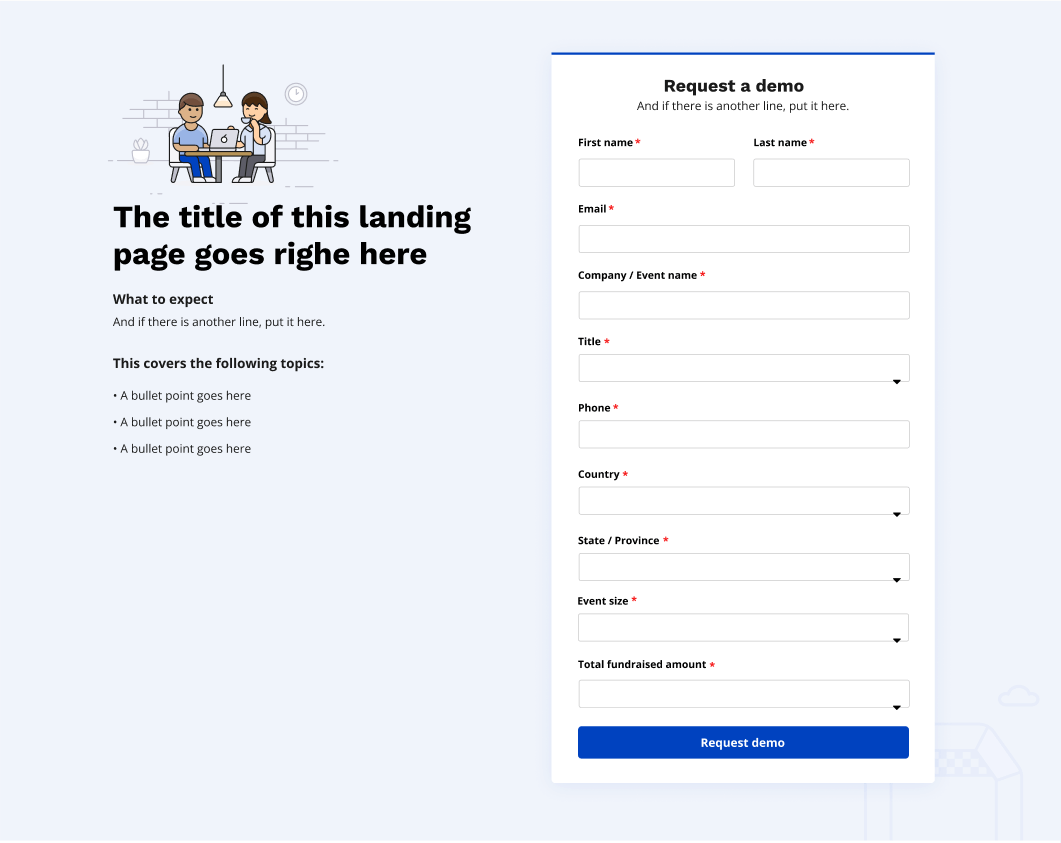 The title of this landing
page goes righe here
What to expect
And if there is another line, put it here.
This covers the following topics:
• A bullet point goes here
• A bullet point goes here
• A bullet point goes here
Request a demo
And if there is another line, put it here.
First name * Last name *
Email *
Company / Event name *
Title *
Phone *
Country *
State / Province *
Event size *
Total fundraised amount *
Request demo